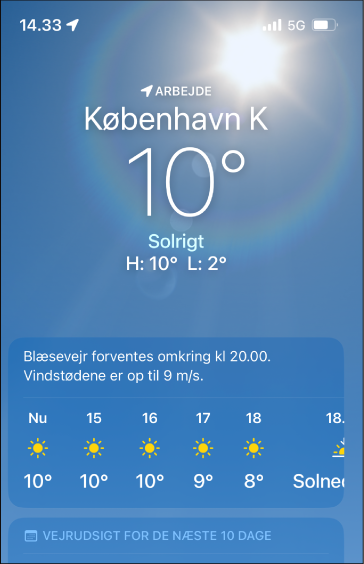 14.33 5G
ARBEJDE
København K
10°
Solrigt
H: 10° L: 2°
Blæsevejr forventes omkring kl 20.00.
Vindstødene er op til 9 m/s.
Nu 15 16 17 18 18.
10° 10° 10° 9° 8° Solned
VEJRUDSIGT FOR DE NÆSTE 10 DAGE